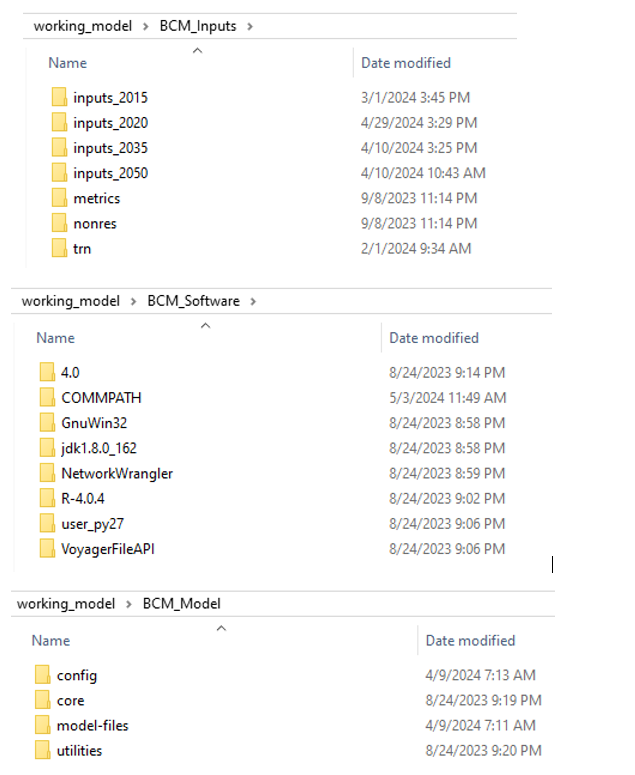 working_model > BCM_Inputs >
Name Date modified
inputs_2015 3/1/2024 3:45 PM
inputs_2020 4/29/2024 3:29 PM
inputs_2035 4/10/2024 3:25 PM
inputs_2050 4/10/2024 10:43 AM
metrics 9/8/2023 11:14 PM
nonres 9/8/2023 11:14 PM
trn 2/1/2024 9:34 AM
working_model > BCM_Software >
Name Date modified
4.0 8/24/2023 9:14 PM
COMMPATH 5/3/2024 11:49 AM
GnuWin32 8/24/2023 8:58 PM
jdk1.8.0_162 8/24/2023 8:58 PM
NetworkWrangler 8/24/2023 8:59 PM
R-4.0.4 8/24/2023 9:02 PM
user_py27 8/24/2023 9:06 PM
VoyagerFileAPI 8/24/2023 9:06 PM
working_model > BCM_Model
Name Date modified
config 4/9/2024 7:13 AM
core 8/24/2023 9:19 PM
model-files 4/9/2024 7:11 AM
utilities 8/24/2023 9:20 PM